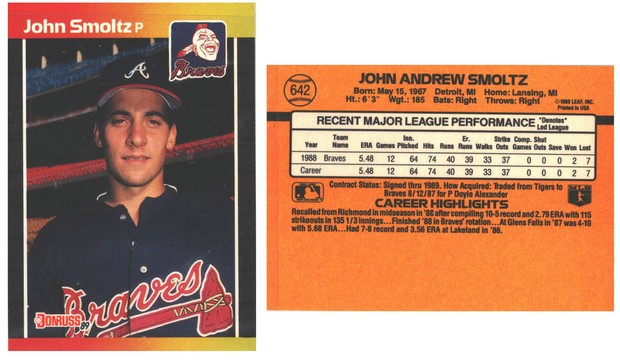 John Smoltz P
Braves
A
Braves
DONRUSS '89
642
JOHN ANDREW SMOLTZ
Born: May 15, 1967 Detroit, MI Home: Lansing, MI
Ht.: 6'3" Wgt.: 185 Bats: Right Throws: Right
©1988 LEAF, INC.
Printed in USA
RECENT MAJOR LEAGUE PERFORMANCE *Denotes* Led League
Year Team Name ERA Games Inn. Pitched Hits Runs Er. Runs Walks Strike Outs Comp. Games Shut Outs Save Won Lost
1988 Braves 5.48 12 64 74 40 39 33 37 0 0 0 2 7
Career 5.48 12 64 74 40 39 33 37 0 0 0 2 7
Contract Status: Signed thru 1989. How Acquired: Traded from Tigers to
Braves 8/12/87 for P Doyle Alexander
CAREER HIGHLIGHTS
Recalled from Richmond in midseason in '88 after compiling 10-5 record and 2.79 ERA with 115
strikeouts in 135 1/3 innings...Finished '88 in Braves' rotation...At Glens Falls in '87 was 4-10
with 5.68 ERA...Had 7-8 record and 3.56 ERA at Lakeland in '86.